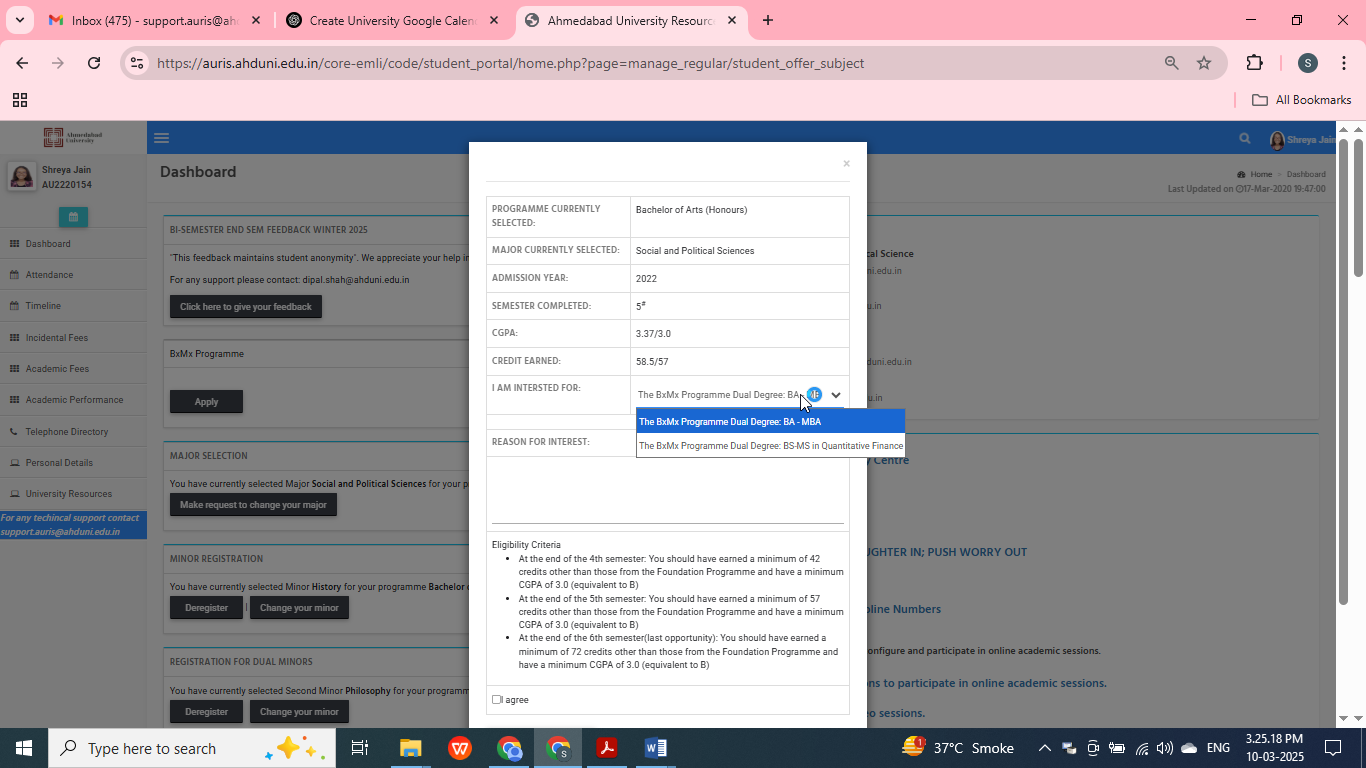 Inbox (475) - support.auris@ah
Create University Google Calen
Ahmedabad University Resourc
https://auris.ahduni.edu.in/core-emli/code/student_portal/home.php?page=manage_regular/student_offer_subject
S
All Bookmarks
Ahmedabad
University
Shreya Jain
Shreya Jain
AU2220154
Dashboard
Home
Dashboard
Last Updated on 17-Mar-2020 19:47:00
Dashboard
Attendance
Timeline
Incidental Fees
Academic Fees
Academic Performance
Telephone Directory
Personal Details
University Resources
For any techincal support contact
support.auris@ahduni.edu.in
BI-SEMESTER END SEM FEEDBACK WINTER 2025
"This feedback maintains student anonymity". We appreciate your help in
For any support please contact: dipal.shah@ahduni.edu.in
Click here to give your feedback
BxMx Programme
Apply
MAJOR SELECTION
You have currently selected Major Social and Political Sciences for your p
Make request to change your major
MINOR REGISTRATION
You have currently selected Minor History for your programme Bachelor o
Deregister | Change your minor
REGISTRATION FOR DUAL MINORS
You have currently selected Second Minor Philosophy for your programm
Deregister | Change your minor
×
PROGRAMME CURRENTLY SELECTED: Bachelor of Arts (Honours)
MAJOR CURRENTLY SELECTED: Social and Political Sciences
ADMISSION YEAR: 2022
SEMESTER COMPLETED: 5#
CGPA: 3.37/3.0
CREDIT EARNED: 58.5/57
I AM INTERSTED FOR: The BxMx Programme Dual Degree: BA
The BxMx Programme Dual Degree: BA - MBA
The BxMx Programme Dual Degree: BS-MS in Quantitative Finance
REASON FOR INTEREST:
Eligibility Criteria
• At the end of the 4th semester: You should have earned a minimum of 42
credits other than those from the Foundation Programme and have a minimum
CGPA of 3.0 (equivalent to B)
• At the end of the 5th semester: You should have earned a minimum of 57
credits other than those from the Foundation Programme and have a minimum
CGPA of 3.0 (equivalent to B)
• At the end of the 6th semester(last opportunity): You should have earned a
minimum of 72 credits other than those from the Foundation Programme and
have a minimum CGPA of 3.0 (equivalent to B)
I agree
cal Science
ni.edu.in
u.in
duni.edu.in
u.in
y Centre
UGHTER IN; PUSH WORRY OUT
pline Numbers
onfigure and participate in online academic sessions.
ons to participate in online academic sessions.
eo sessions.
Type here to search
37°C Smoke
ENG
3.25.18 PM
10-03-2025